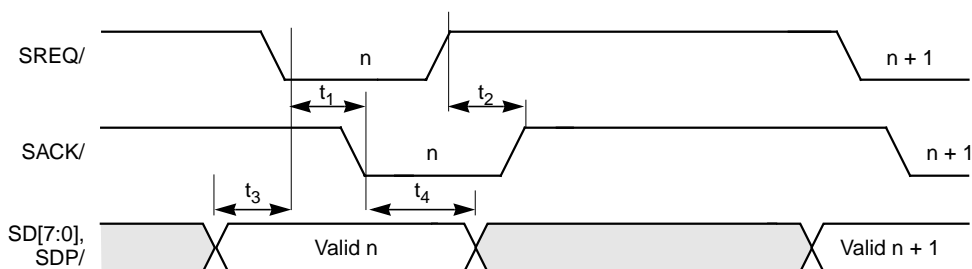 SREQ/
n
n + 1
t1
t2
SACK/
n
n + 1
t3
t4
SD[7:0],
SDP/
Valid n
Valid n + 1